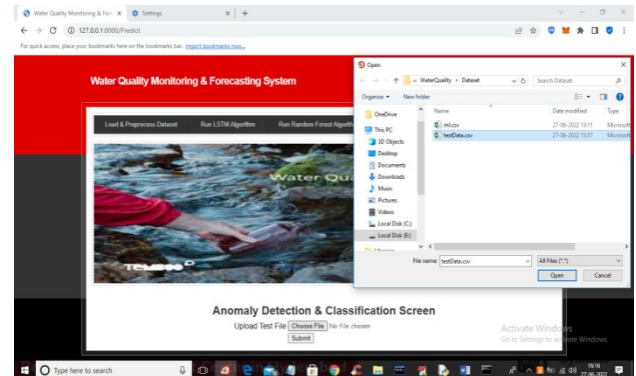 Water Quality Monitoring & Fore
Settings
127.0.0.1:8000/Predict
For quick access, place your bookmarks here on the bookmarks bar. Import bookmarks now...
Water Quality Monitoring & Forecasting System
Load & Preprocess Dataset
Run LSTM Algorithm
Run Random Forest Algorith
Water Qua
Anomaly Detection & Classification Screen
Upload Test File Choose File No file chosen
Submit
Open
WaterQuality > Dataset
Search Dataset
Organize
New folder
Name
Date modified
Type
OneDrive
This PC
3D Objects
Desktop
Documents
Downloads
Music
Pictures
Videos
Local Disk (C:)
Local Disk (E:)
27-06-2022 13:11
Microsoft
testData.csv
27-06-2022 15:57
Microsoft
File name: testData.csv
All Files (*.*)
Open
Cancel
Activate Windows
Go to Settings to activate Windows.
Type here to search
16:16
27-06-2022